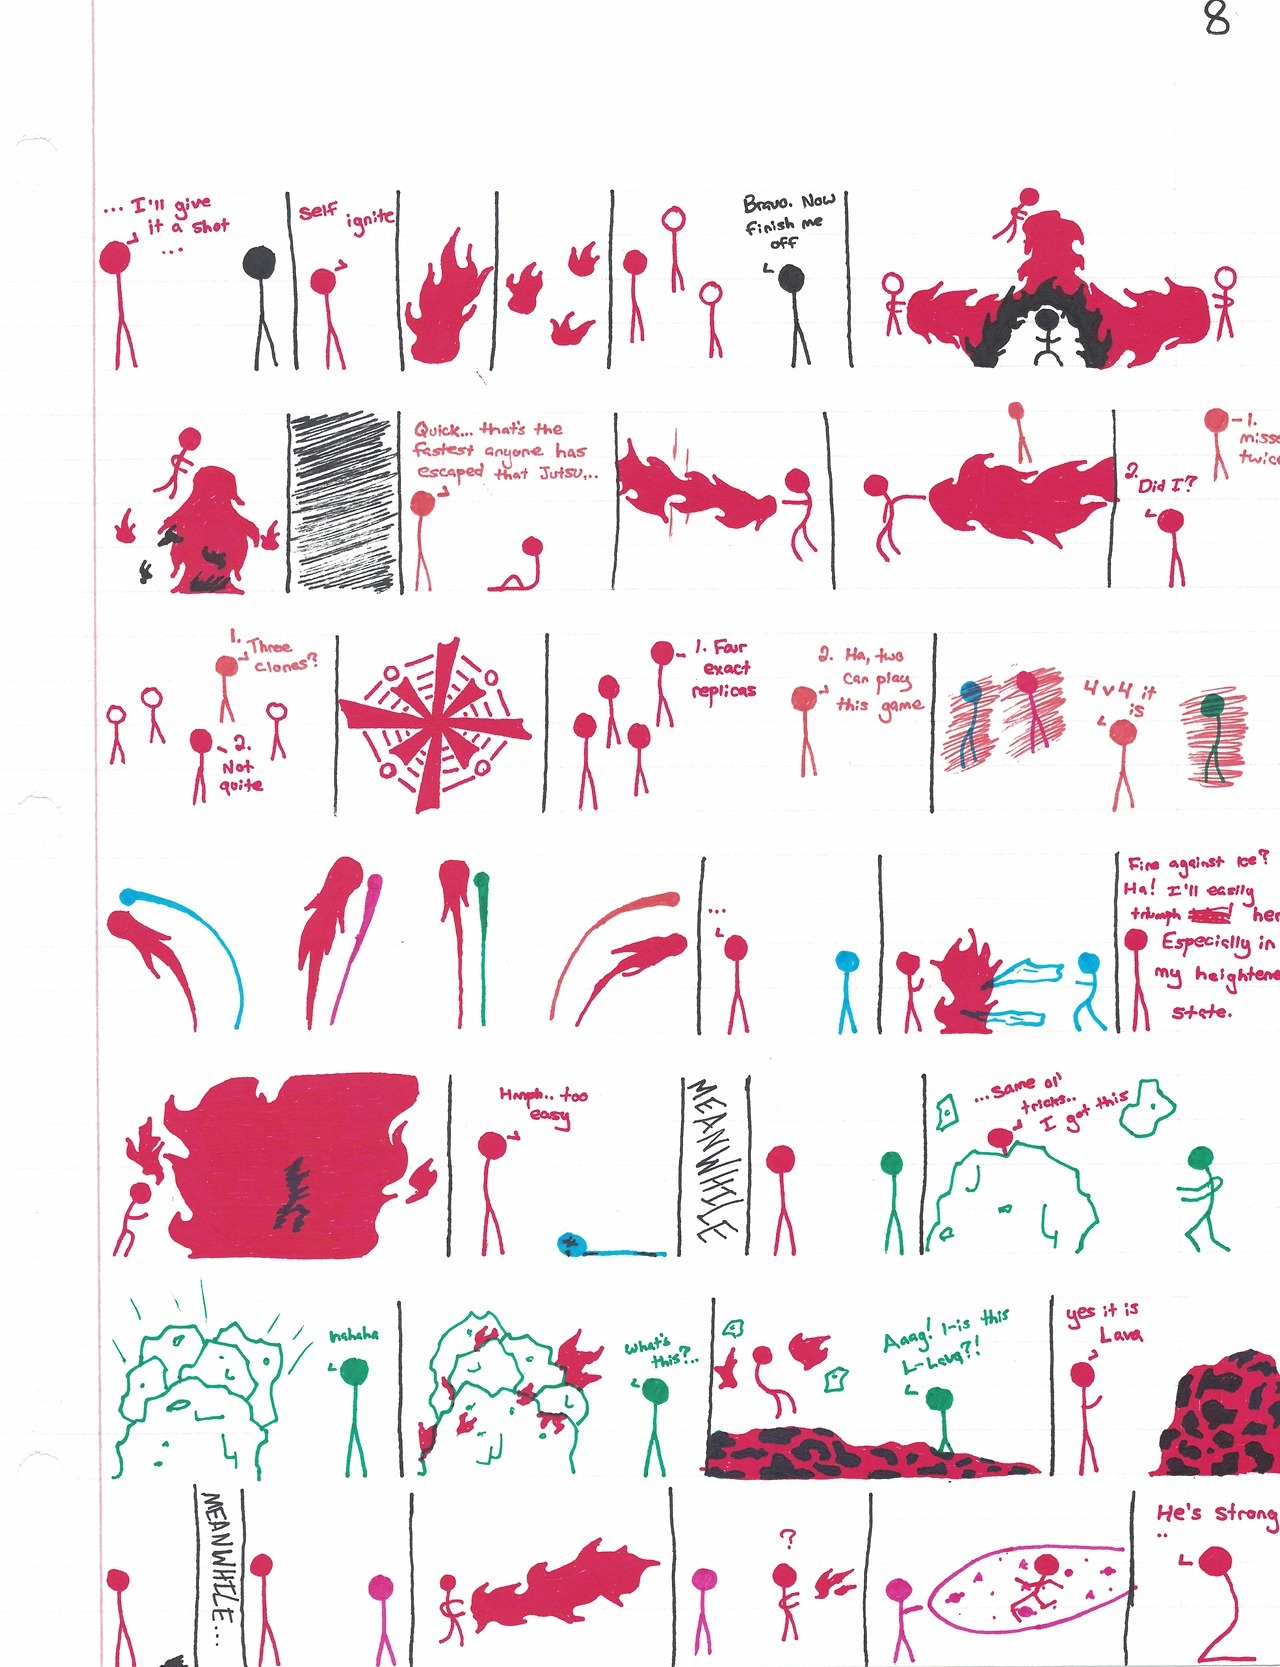 8
... I'll give
it a shot
...
self
ignite
Bravo. Now
finish me
off
Quick... that's the
fastest anyone has
escaped that Jutsu...
1.
twice
2.
Did I?
1.
Three
clones?
2.
Not
quite
1. Four
exact
replicas
2. Ha, two
can play
this game
4 v 4 it
is
...
Fire against Ice?
Ha! I'll easily
triumph her
Especially in
my heightene
state.
Hmph.. too
easy
MEANWHILE
...same ol'
tricks..
I got this
hahaha
What's
this?..
Aaag! I-is this
L-Lava?!
yes it is
Lava
MEANWHILE...
?
He's strong
..